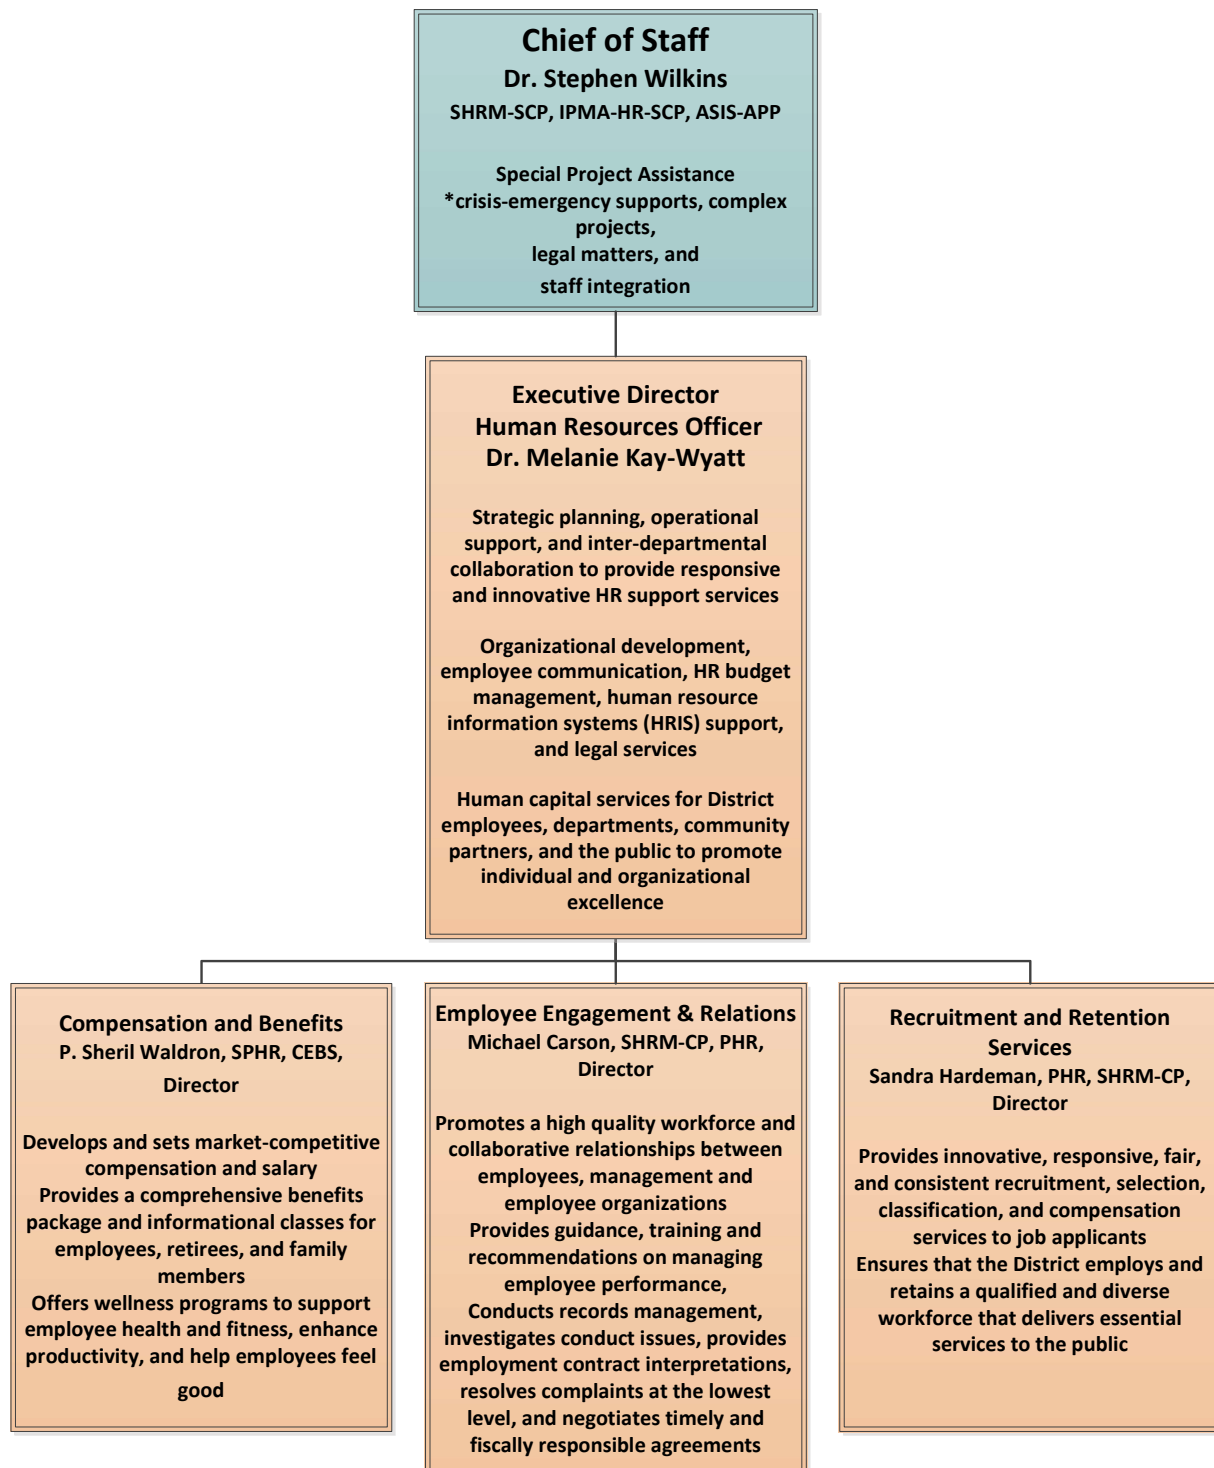 Chief of Staff
Dr. Stephen Wilkins
SHRM-SCP, IPMA-HR-SCP, ASIS-APP
Special Project Assistance
*crisis-emergency supports, complex
projects,
legal matters, and
staff integration
Executive Director
Human Resources Officer
Dr. Melanie Kay-Wyatt
Strategic planning, operational
support, and inter-departmental
collaboration to provide responsive
and innovative HR support services
Organizational development,
employee communication, HR budget
management, human resource
information systems (HRIS) support,
and legal services
Human capital services for District
employees, departments, community
partners, and the public to promote
individual and organizational
excellence
Compensation and Benefits
P. Sheril Waldron, SPHR, CEBS,
Director
Develops and sets market-competitive
compensation and salary
Provides a comprehensive benefits
package and informational classes for
employees, retirees, and family
members
Offers wellness programs to support
employee health and fitness, enhance
productivity, and help employees feel
good
Employee Engagement & Relations
Michael Carson, SHRM-CP, PHR,
Director
Promotes a high quality workforce and
collaborative relationships between
employees, management and
employee organizations
Provides guidance, training and
recommendations on managing
employee performance,
Conducts records management,
investigates conduct issues, provides
employment contract interpretations,
resolves complaints at the lowest
level, and negotiates timely and
fiscally responsible agreements
Recruitment and Retention
Services
Sandra Hardeman, PHR, SHRM-CP,
Director
Provides innovative, responsive, fair,
and consistent recruitment, selection,
classification, and compensation
services to job applicants
Ensures that the District employs and
retains a qualified and diverse
workforce that delivers essential
services to the public